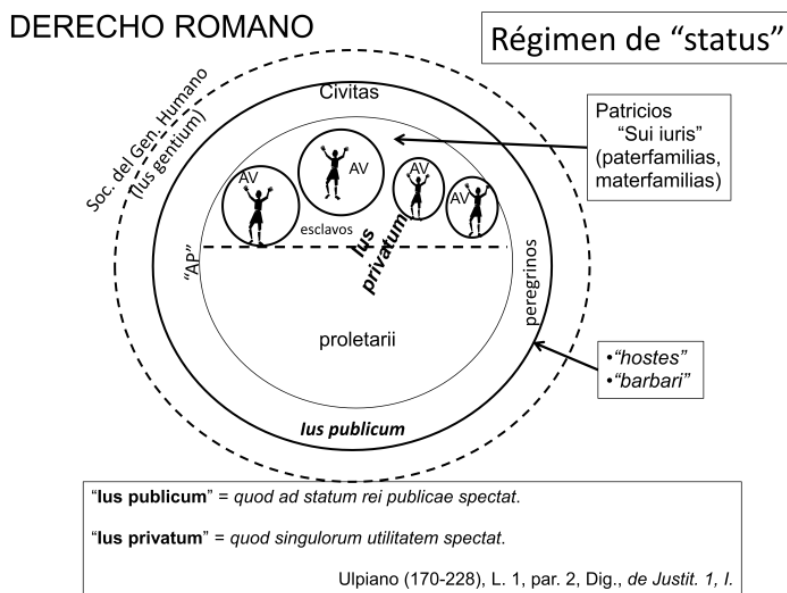 DERECHO ROMANO
Régimen de “status”
Soc. del Gen. Humano
(Ius gentium)
Civitas
Patricios
“Sui iuris”
(paterfamilias,
materfamilias)
AV
AV
AV
AV
esclavos
Ius
privatum
“AP”
peregrinos
proletarii
•“hostes”
•“barbari”
Ius publicum
“Ius publicum” = quod ad statum rei publicae spectat.
“Ius privatum” = quod singulorum utilitatem spectat.
Ulpiano (170-228), L. 1, par. 2, Dig., de Justit. 1, I.